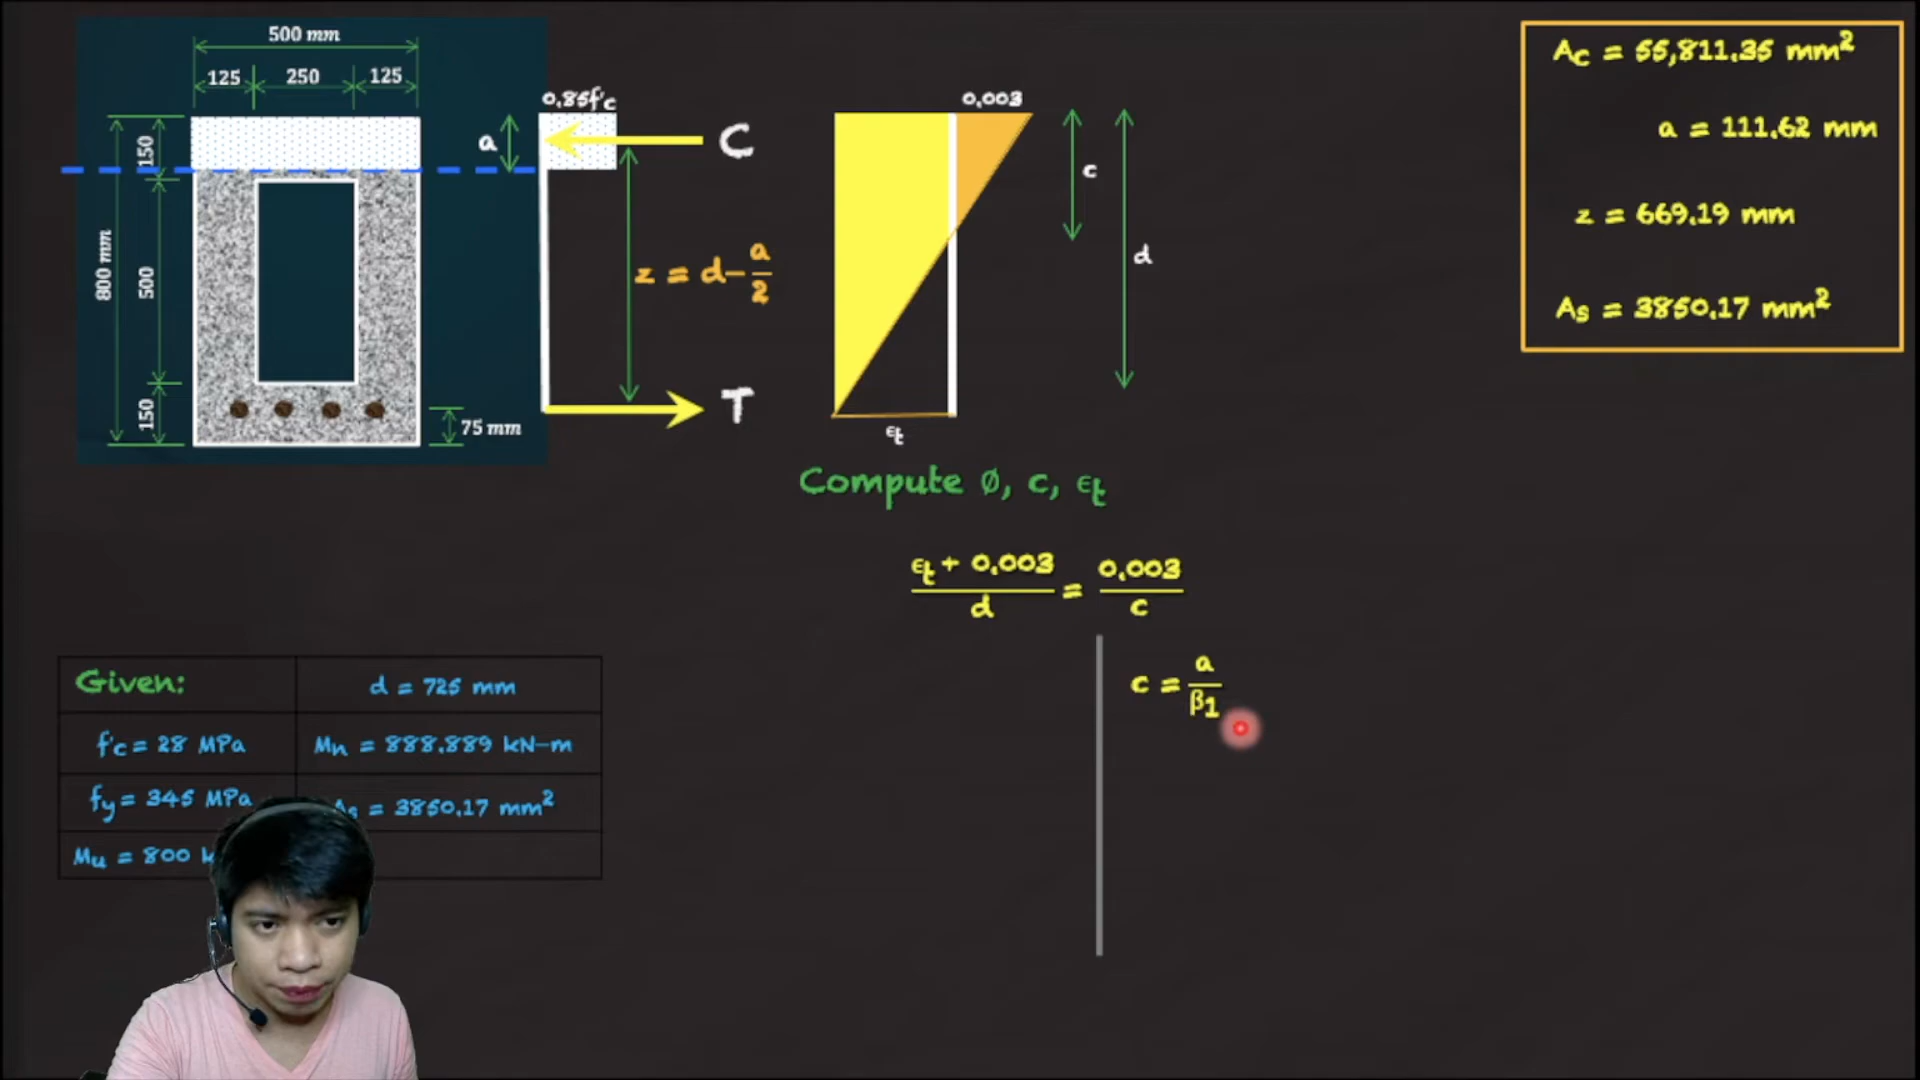 500 mm
125 250 125
150
500
150
800 mm
75 mm
0.85f'c
a
C
z = d-a/2
T
0.003
c
d
εt
Ac = 55,811.35 mm²
a = 111.62 mm
z = 669.19 mm
As = 3850.17 mm²
Compute Ø, c, εt
εt + 0.003 / d = 0.003 / c
c = a / β1
Given:
d = 725 mm
f'c = 28 MPa
Mn = 888.889 kN-m
fy = 345 MPa
As = 3850.17 mm²
Mu = 800